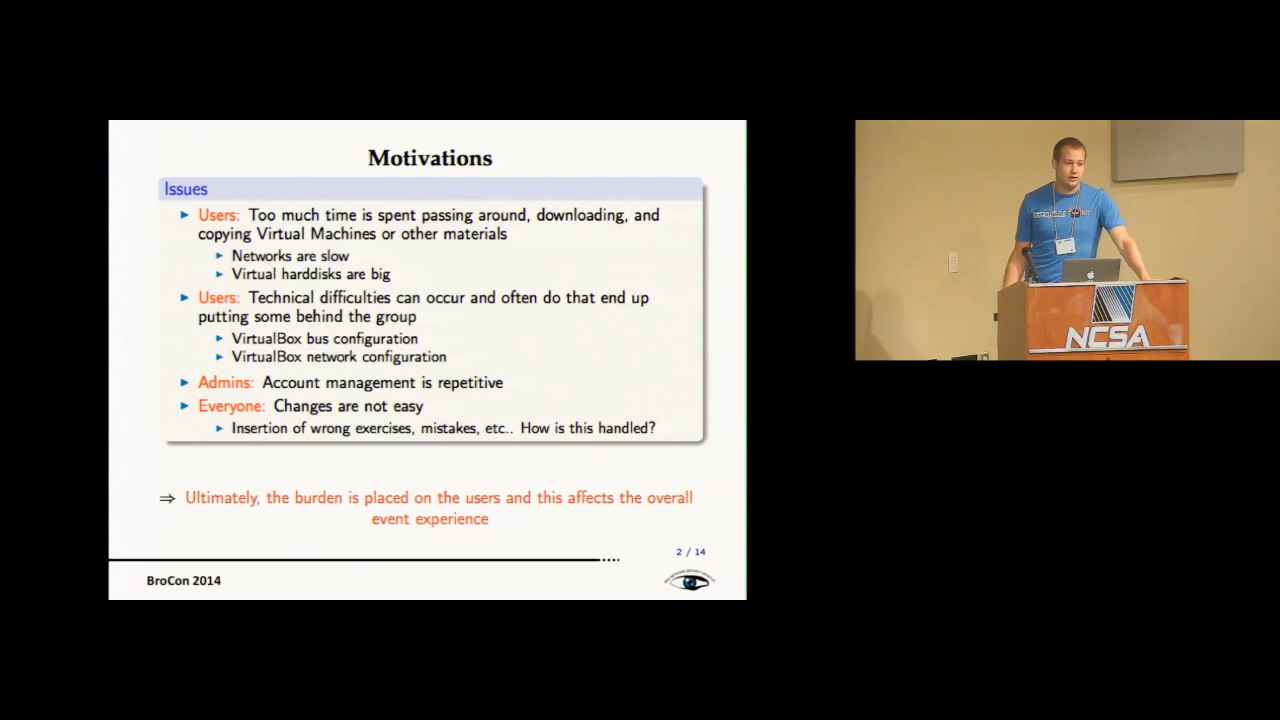 Motivations
Issues
Users: Too much time is spent passing around, downloading, and
copying Virtual Machines or other materials
Networks are slow
Virtual harddisks are big
Users: Technical difficulties can occur and often do that end up
putting some behind the group
VirtualBox bus configuration
VirtualBox network configuration
Admins: Account management is repetitive
Everyone: Changes are not easy
Insertion of wrong exercises, mistakes, etc.. How is this handled?
⇒ Ultimately, the burden is placed on the users and this affects the overall
event experience
2 / 14
BroCon 2014
NCSA